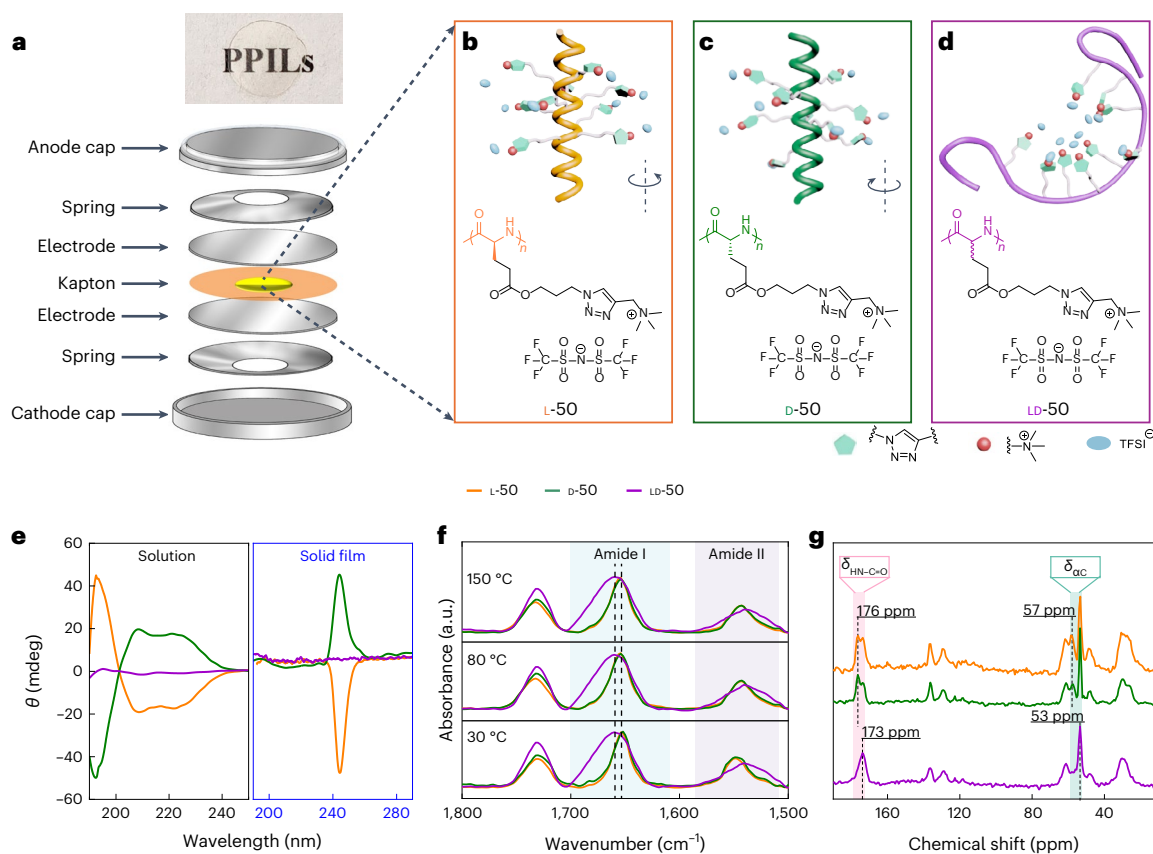 a
PPILs
Anode cap
Spring
Electrode
Kapton
Electrode
Spring
Cathode cap
b
O
H
N
n
O
O
N
N=N
N
⊕
O O
F ⊖ F
F C S N S C F
F O O F
L-50
c
O
H
N
n
O
O
N
N=N
N
⊕
O O
F ⊖ F
F C S N S C F
F O O F
D-50
d
O
H
N
n
O
O
N
N=N
N
⊕
O O
F ⊖ F
F C S N S C F
F O O F
LD-50
N
N=N
⊕
N
TFSI⊖
L-50 D-50 LD-50
e
Solution
Solid film
60
40
20
0
−20
−40
−60
θ (mdeg)
200 220 240 200 220 240 260 280
Wavelength (nm)
f
Amide I
Amide II
150 °C
80 °C
30 °C
Absorbance (a.u.)
1,800 1,700 1,600 1,500
Wavenumber (cm−1)
g
δHN–C=O
δαC
176 ppm
57 ppm
173 ppm
53 ppm
160 120 80 40
Chemical shift (ppm)